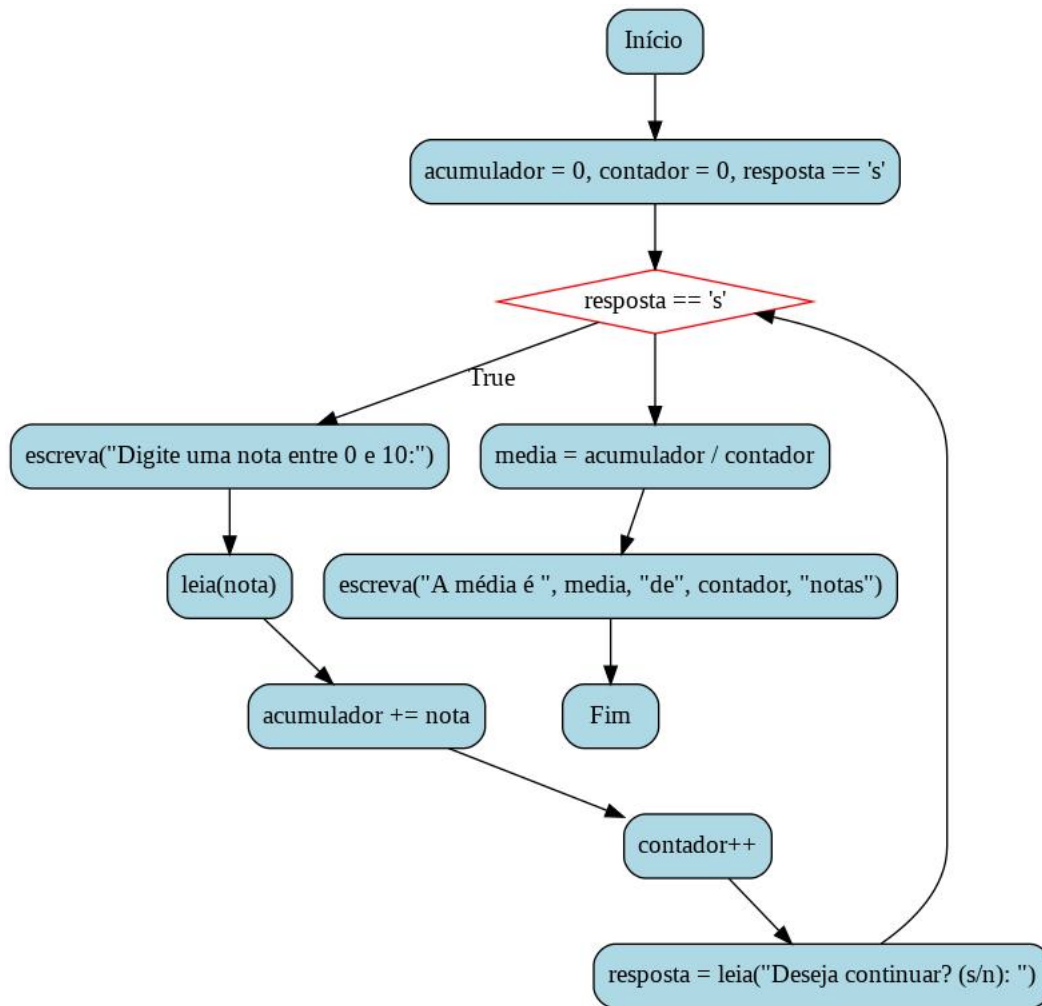 Início
acumulador = 0, contador = 0, resposta == 's'
resposta == 's'
True
escreva("Digite uma nota entre 0 e 10:")
media = acumulador / contador
leia(nota)
escreva("A média é ", media, "de", contador, "notas")
acumulador += nota
Fim
contador++
resposta = leia("Deseja continuar? (s/n): ")